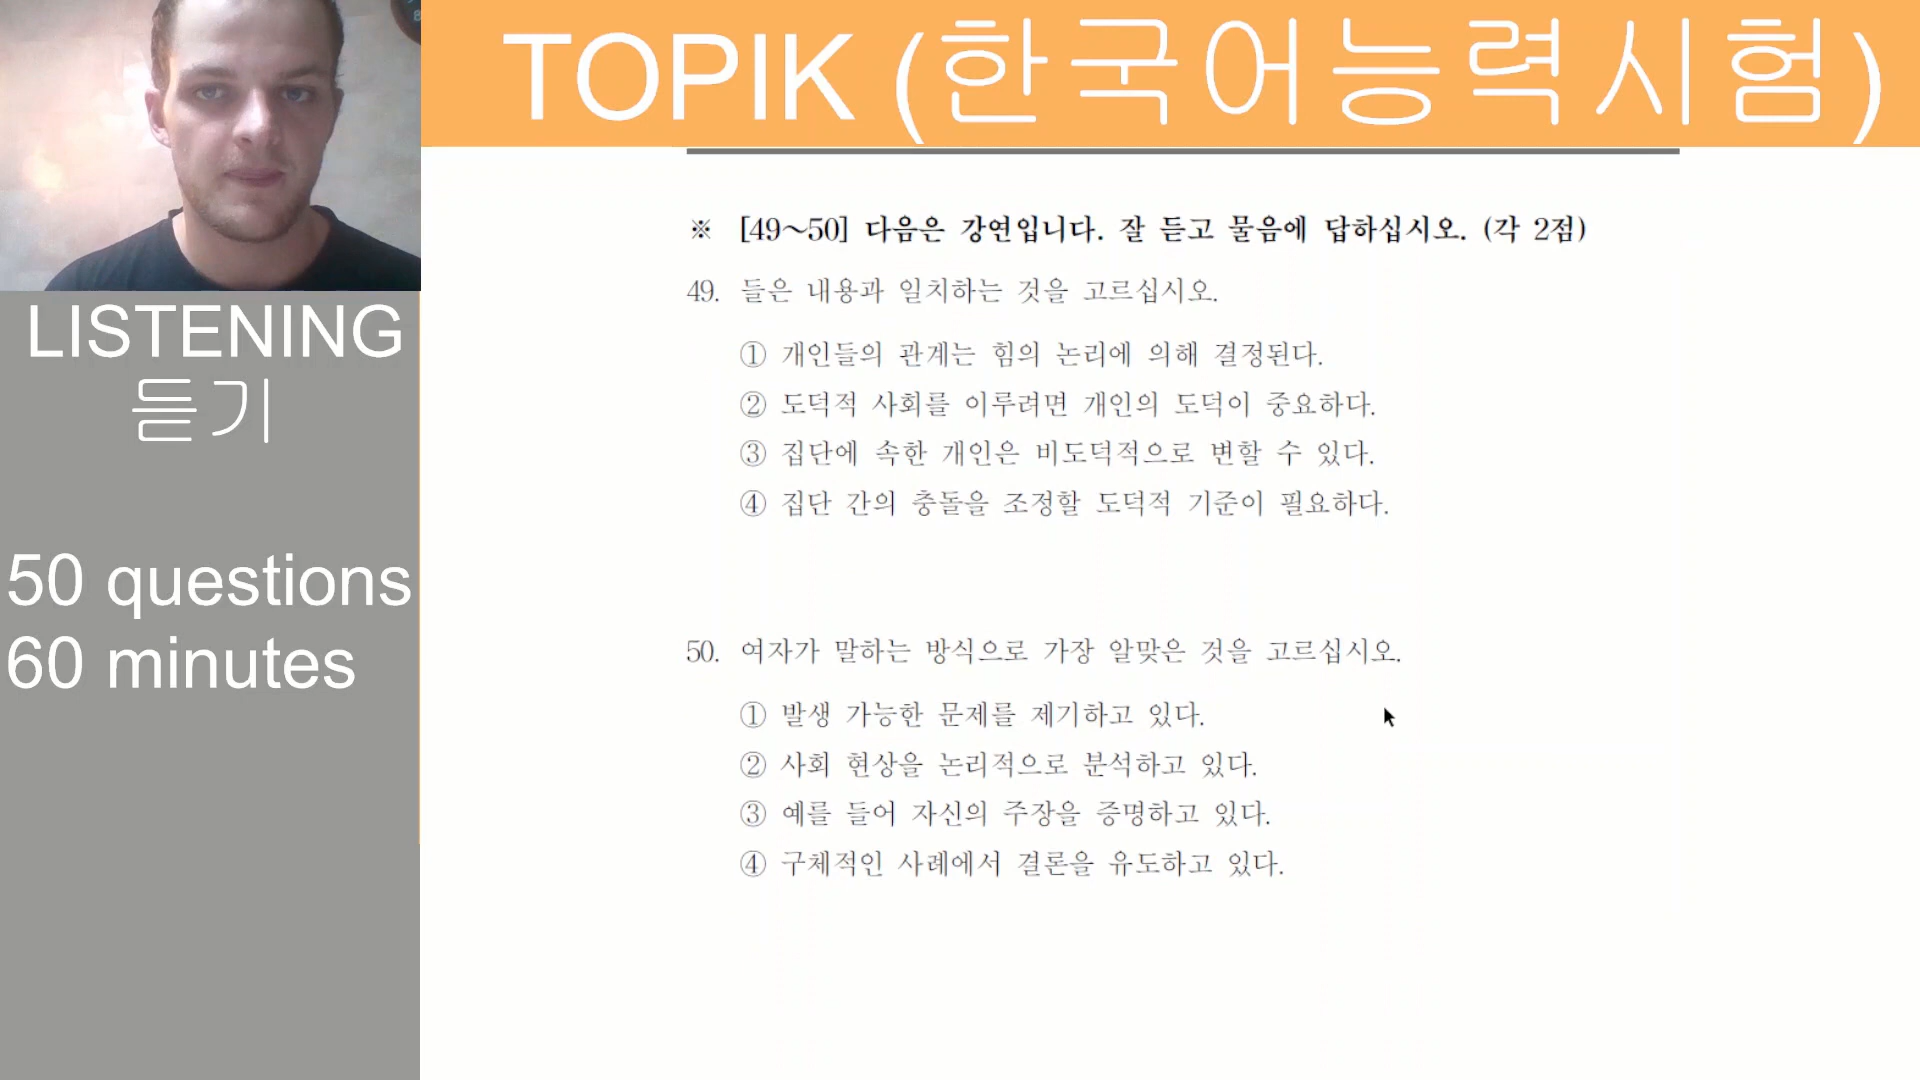 TOPIK (한국어능력시험)
LISTENING
듣기
50 questions
60 minutes
※ [49~50] 다음은 강연입니다. 잘 듣고 물음에 답하십시오. (각 2점)
49. 들은 내용과 일치하는 것을 고르십시오.
① 개인들의 관계는 힘의 논리에 의해 결정된다.
② 도덕적 사회를 이루려면 개인의 도덕이 중요하다.
③ 집단에 속한 개인은 비도덕적으로 변할 수 있다.
④ 집단 간의 충돌을 조정할 도덕적 기준이 필요하다.
50. 여자가 말하는 방식으로 가장 알맞은 것을 고르십시오.
① 발생 가능한 문제를 제기하고 있다.
② 사회 현상을 논리적으로 분석하고 있다.
③ 예를 들어 자신의 주장을 증명하고 있다.
④ 구체적인 사례에서 결론을 유도하고 있다.